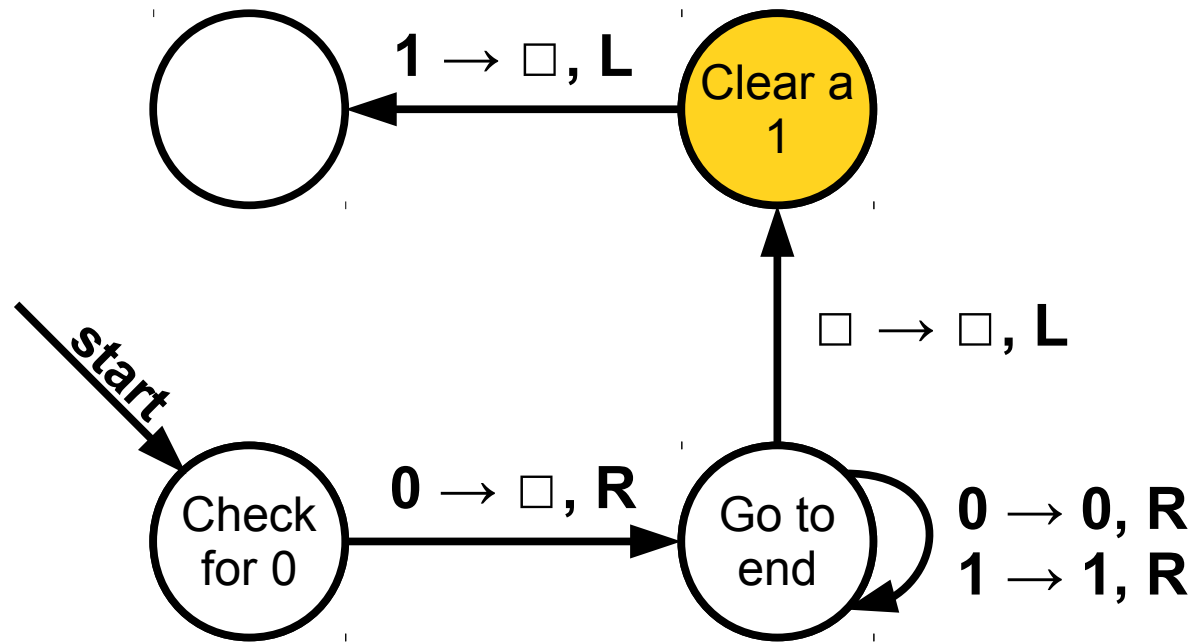 1 → □, L
Clear a
1
start
□ → □, L
0 → □, R
Check
for 0
Go to
end
0 → 0, R
1 → 1, R